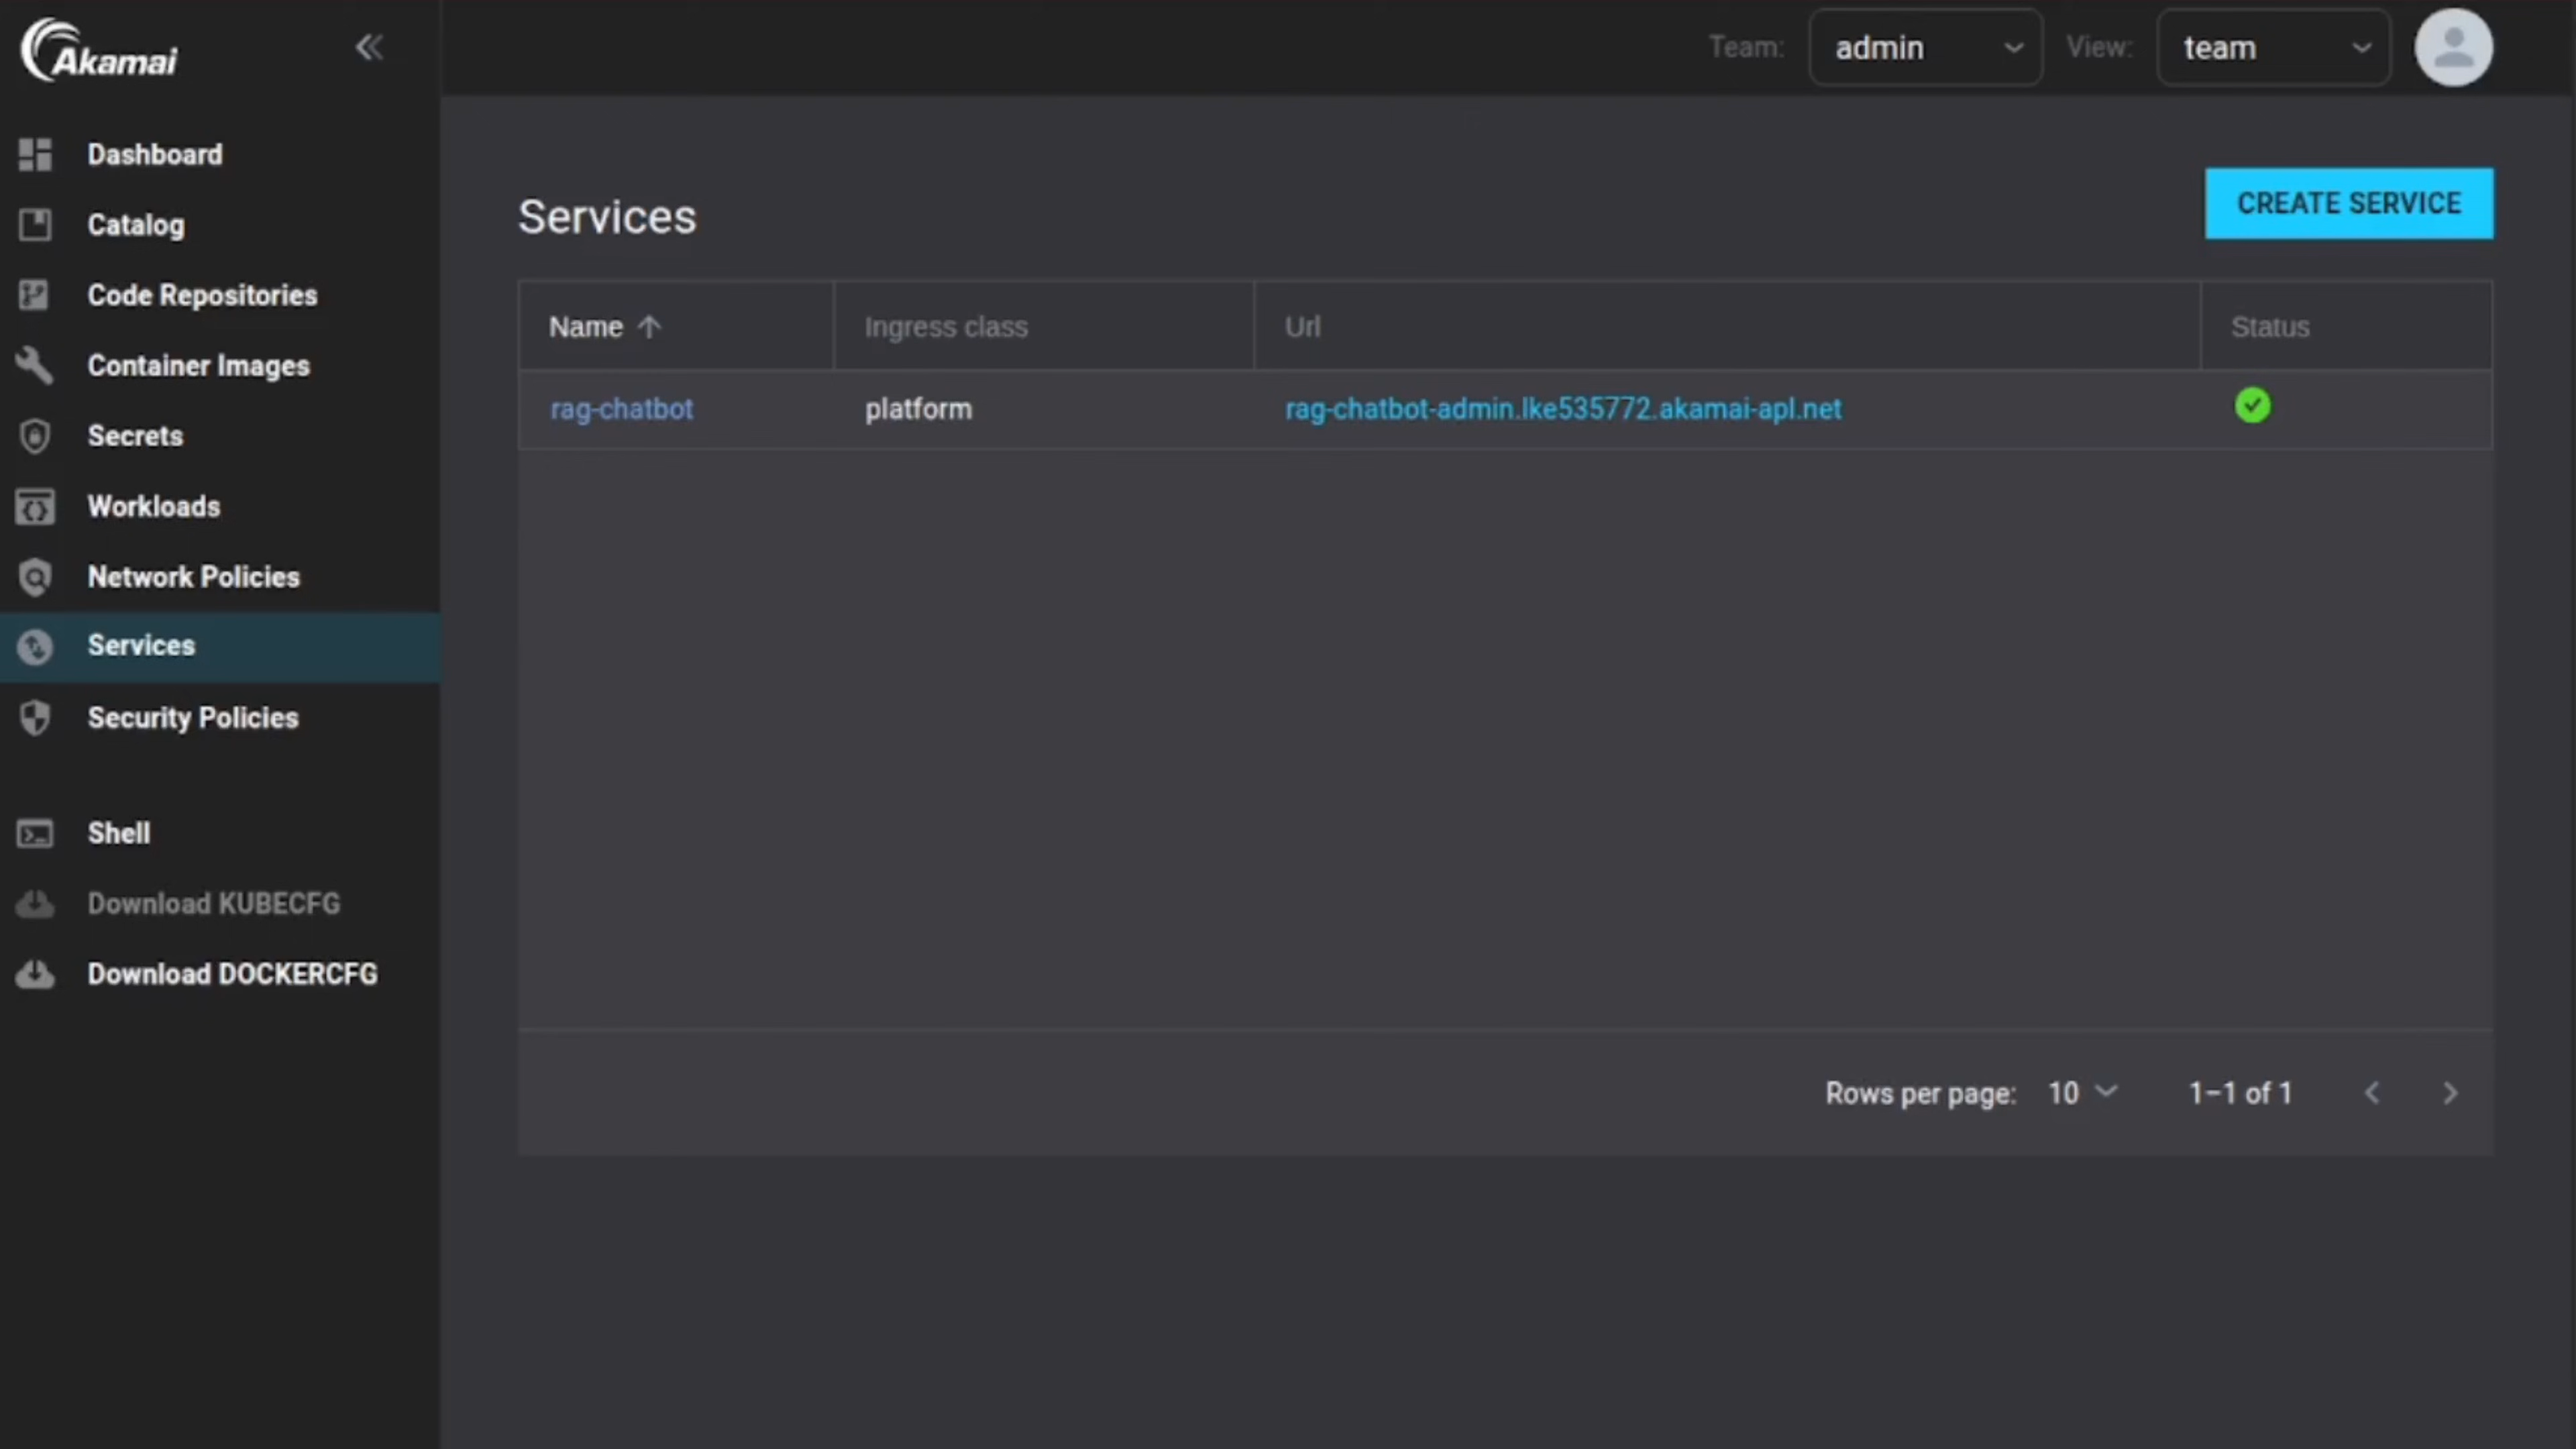 Akamai
Team: admin View: team
Dashboard
Catalog
Code Repositories
Container Images
Secrets
Workloads
Network Policies
Services
Security Policies
Shell
Download KUBECFG
Download DOCKERCFG
Services
CREATE SERVICE
Name Ingress class Url Status
rag-chatbot platform rag-chatbot-admin.lke535772.akamai-apl.net
Rows per page: 10 1–1 of 1